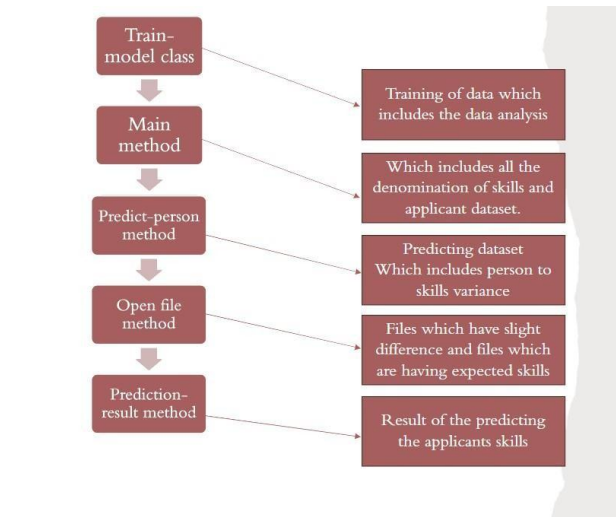 Train-
model class
Training of data which
includes the data analysis
Main
method
Which includes all the
denomination of skills and
applicant dataset.
Predict-person
method
Predicting dataset
Which includes person to
skills variance
Open file
method
Files which have slight
difference and files which
are having expected skills
Prediction-
result method
Result of the predicting
the applicants skills